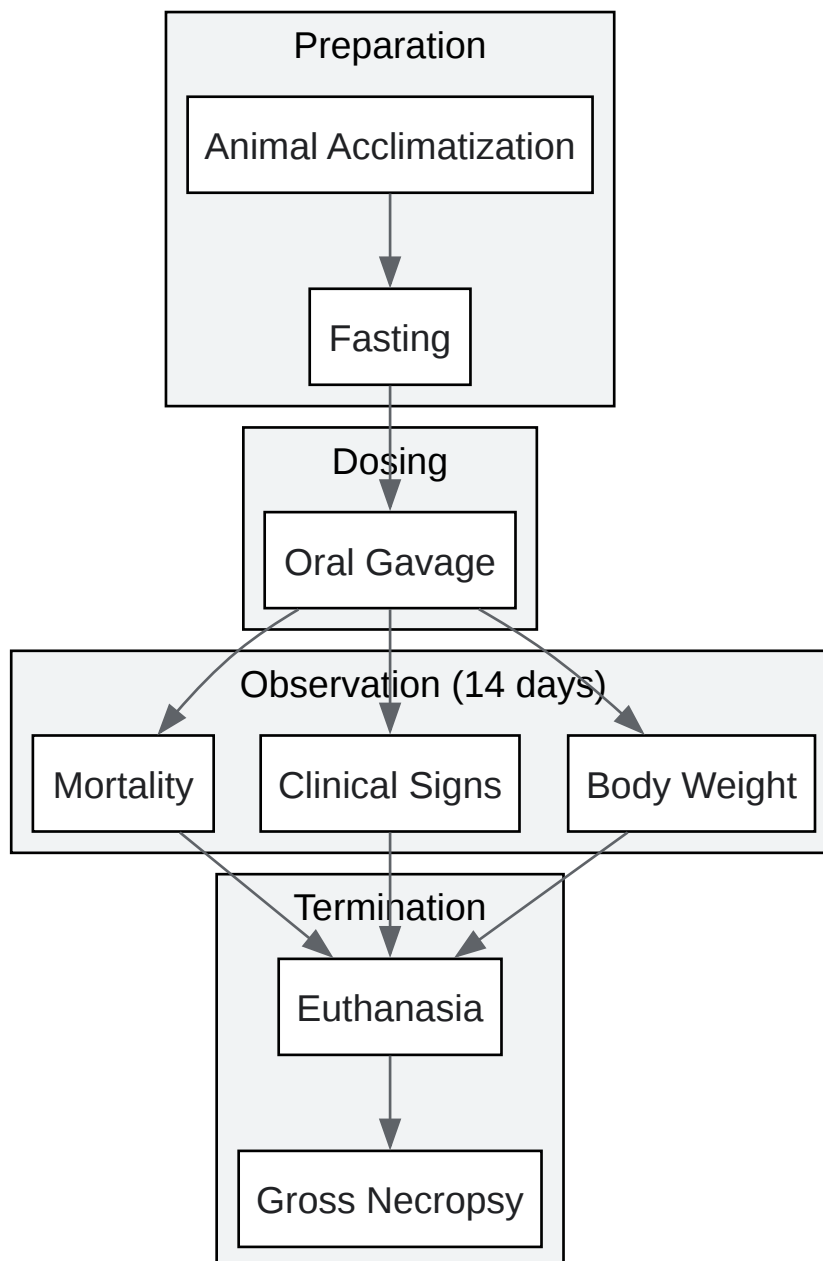 Preparation
Animal Acclimatization
Fasting
Dosing
Oral Gavage
Observation (14 days)
Mortality
Clinical Signs
Body Weight
Termination
Euthanasia
Gross Necropsy